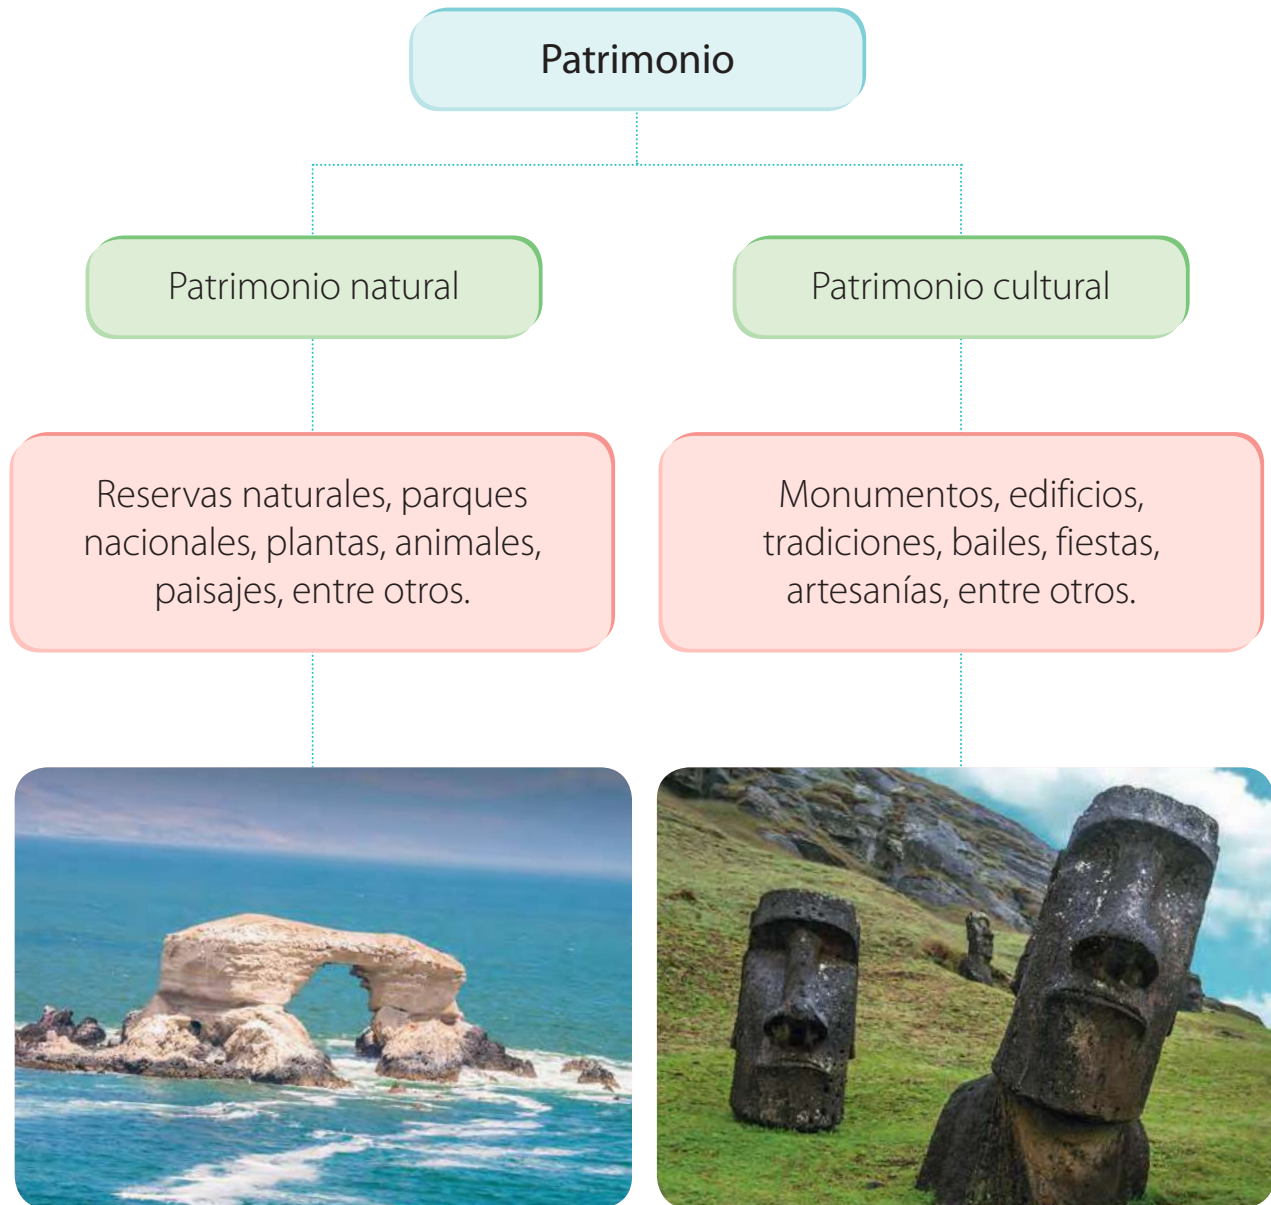 Patrimonio
Patrimonio natural
Patrimonio cultural
Reservas naturales, parques
nacionales, plantas, animales,
paisajes, entre otros.
Monumentos, edificios,
tradiciones, bailes, fiestas,
artesanías, entre otros.